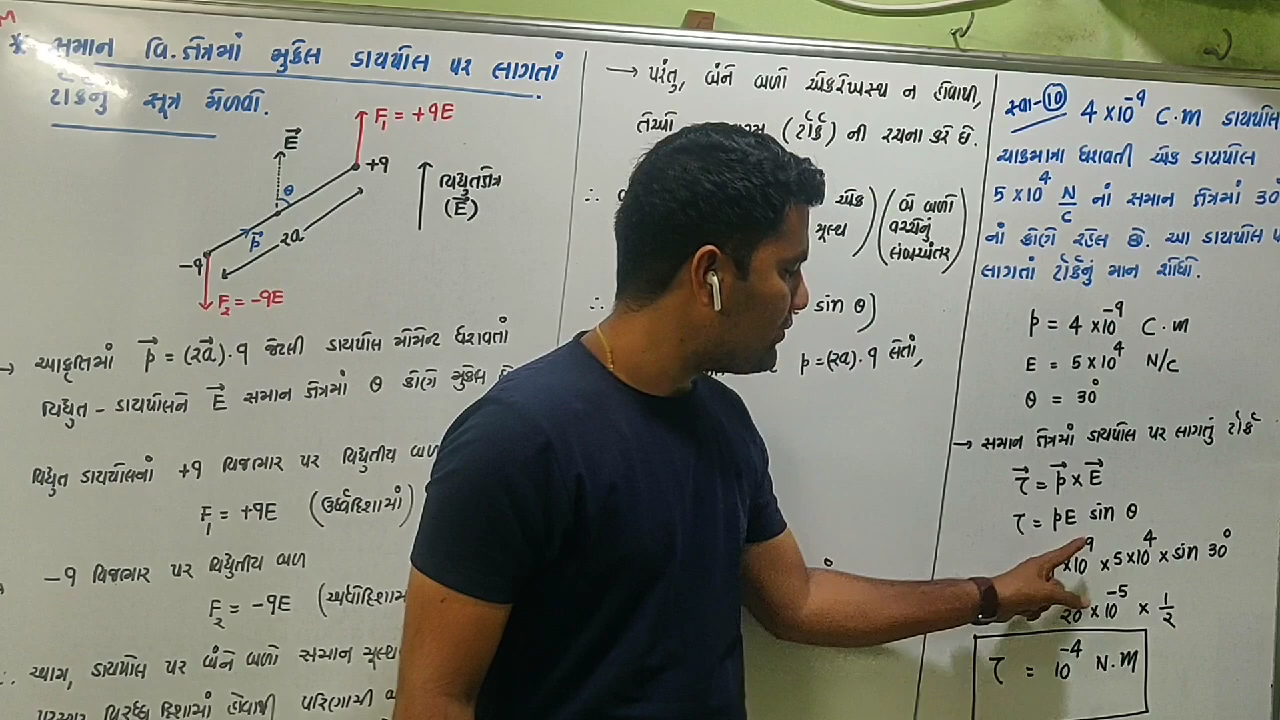 * સમાન વિ.ક્ષેત્રમાં મુકેલ ડાયપોલ પર લાગતાં
ટોર્કનું સૂત્ર મેળવો.
F₁ = +qE
E⃗
θ
+q
P⃗
2a
-q
F₂ = -qE
વિદ્યુતક્ષેત્ર
(E⃗)
→ આકૃતિમાં p⃗ = (2a⃗).q જેટલી ડાયપોલ મોમેન્ટ ધરાવતાં
વિદ્યુત - ડાયપોલને E⃗ સમાન ક્ષેત્રમાં θ કોણે મુકેલ
વિદ્યુત ડાયપોલનાં +q વિજભાર પર વિદ્યુતીય બળ
F₁ = +qE (ઉર્ધ્વદિશામાં)
-q વિજભાર પર વિદ્યુતીય બળ
F₂ = -qE (અધોદિશામાં
∴ આમ, ડાયપોલ પર બંને બળો સમાન મૂલ્ય
પરસ્પર વિરુધ્ધ દિશામાં હોવાથી પરિણામી
→ પરંતુ, બંને બળો એકરેખસ્થ ન હોવાથી,
તેઓ (ટોર્ક) ની રચના કરે છે.
∴ એક મૂલ્ય) (બે બળો વચ્ચેનું લંબઅંતર)
∴ sin θ)
p = (2a).q લેતાં,
સ્વા-10 4×10⁻⁹ C.m ડાયપોલ
ચાકમાત્રા ધરાવતી એક ડાયપોલ
5×10⁴ N/C નાં સમાન ક્ષેત્રમાં 30°
નાં કોણે રહેલ છે. આ ડાયપોલ
લાગતાં ટોર્કનું માન શોધો.
p = 4×10⁻⁹ C.m
E = 5×10⁴ N/C
θ = 30°
→ સમાન ક્ષેત્રમાં ડાયપોલ પર લાગતું ટોર્ક
τ⃗ = p⃗ × E⃗
τ = pE sin θ
×10⁹ × 5×10⁴ × sin 30°
20 × 10⁻⁵ × 1/2
τ = 10⁻⁴ N.m